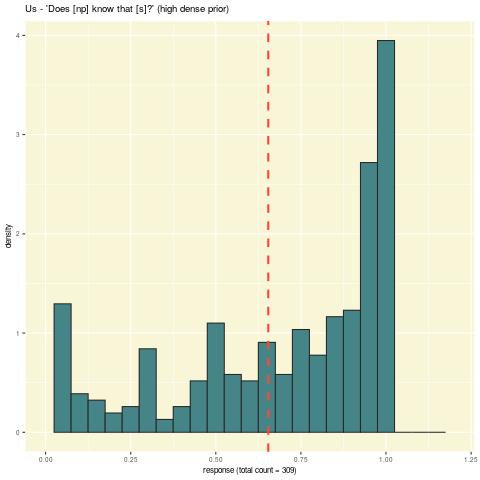 Us - 'Does [np] know that [s]?' (high dense prior)
4
3
2
1
0
density
0.00 0.25 0.50 0.75 1.00 1.25
response (total count = 309)